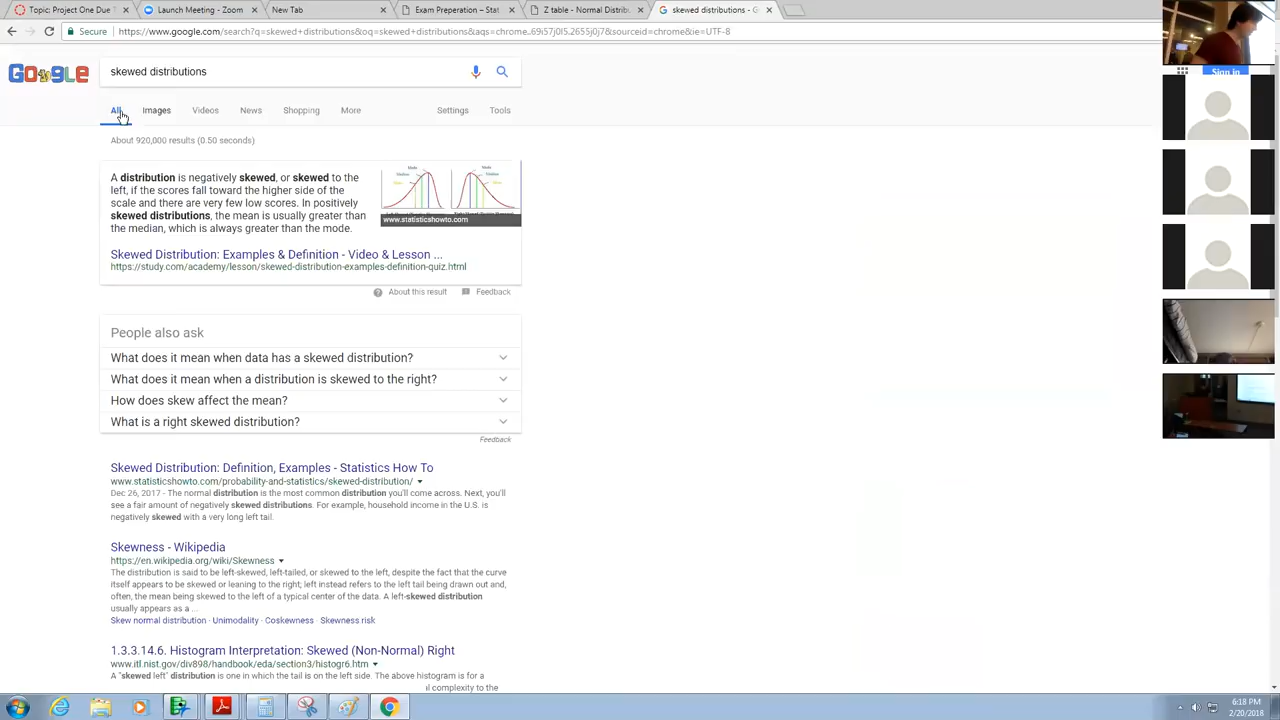 Topic: Project One Due T
Zoom
Zoom
New Tab
Exam Preparation – Stat
Z table - Normal Distribu
skewed distributions - G
Secure
https://www.google.com/search?q=skewed+distributions&oq=skewed+distributions&aqs=chrome..69i57j0l5.2655j0j7&sourceid=chrome&ie=UTF-8
Google
skewed distributions
Sign in
All
Images
Videos
News
Shopping
More
Settings
Tools
About 920,000 results (0.50 seconds)
A distribution is negatively skewed, or skewed to the
left, if the scores fall toward the higher side of the
scale and there are very few low scores. In positively
skewed distributions, the mean is usually greater than
the median, which is always greater than the mode.
www.statisticshowto.com
Skewed Distribution: Examples & Definition - Video & Lesson ...
https://study.com/academy/lesson/skewed-distribution-examples-definition-quiz.html
About this result
Feedback
People also ask
What does it mean when data has a skewed distribution?
What does it mean when a distribution is skewed to the right?
How does skew affect the mean?
What is a right skewed distribution?
Feedback
Skewed Distribution: Definition, Examples - Statistics How To
www.statisticshowto.com/probability-and-statistics/skewed-distribution/
Dec 26, 2017 - The normal distribution is the most common distribution you'll come across. Next, you'll
see a fair amount of negatively skewed distributions. For example, household income in the U.S. is
negatively skewed with a very long left tail.
Skewness - Wikipedia
https://en.wikipedia.org/wiki/Skewness
The distribution is said to be left-skewed, left-tailed, or skewed to the left, despite the fact that the curve
itself appears to be skewed or leaning to the right; left instead refers to the left tail being drawn out and,
often, the mean being skewed to the left of a typical center of the data. A left-skewed distribution
usually appears as a ...
Skew normal distribution · Unimodality · Coskewness · Skewness risk
1.3.3.14.6. Histogram Interpretation: Skewed (Non-Normal) Right
www.itl.nist.gov/div898/handbook/eda/section3/histogr6.htm
A "skewed left" distribution is one in which the tail is on the left side. The above histogram is for a
al complexity to the
6:18 PM
2/20/2018